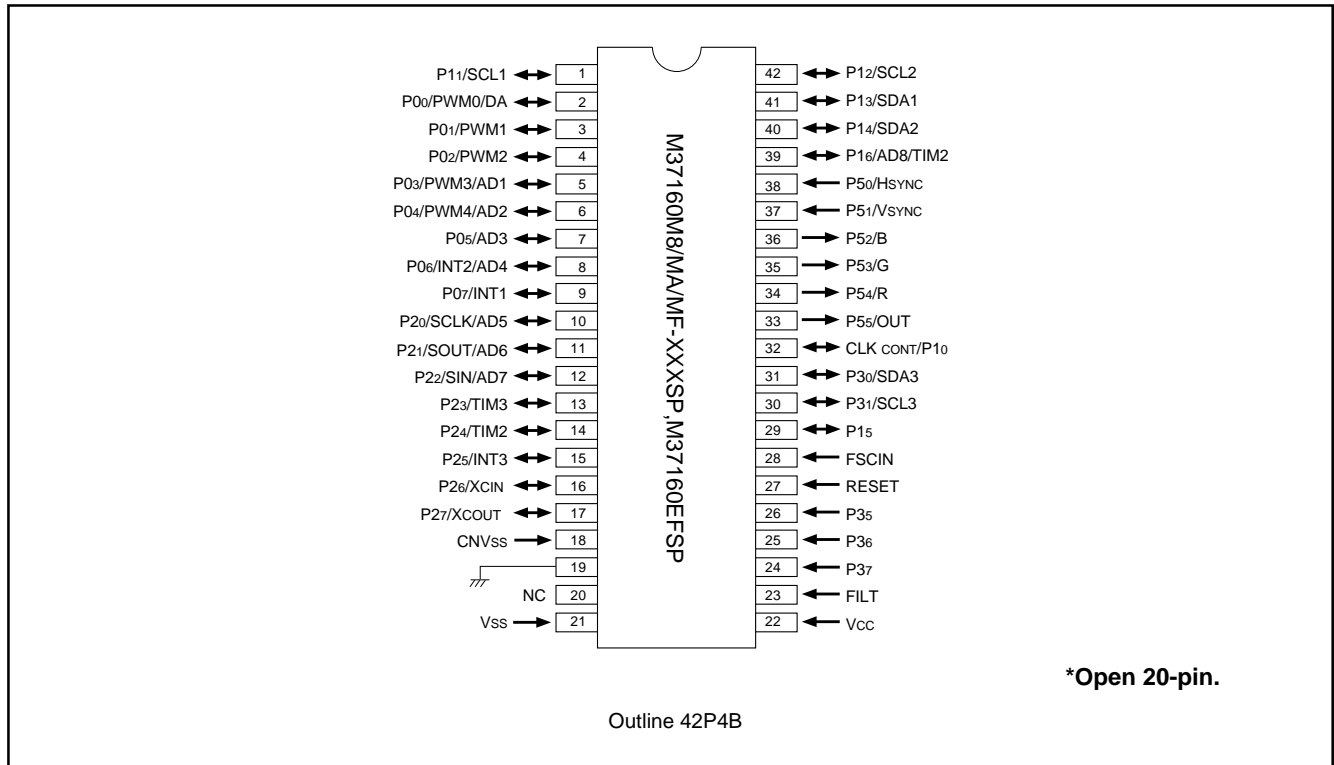 P11/SCL1 1
P00/PWM0/DA 2
P01/PWM1 3
P02/PWM2 4
P03/PWM3/AD1 5
P04/PWM4/AD2 6
P05/AD3 7
P06/INT2/AD4 8
P07/INT1 9
P20/SCLK/AD5 10
P21/SOUT/AD6 11
P22/SIN/AD7 12
P23/TIM3 13
P24/TIM2 14
P25/INT3 15
P26/XCIN 16
P27/XCOUT 17
CNVSS 18
19
NC 20
VSS 21
M37160M8/MA/MF-XXXSP,M37160EFSP
42 P12/SCL2
41 P13/SDA1
40 P14/SDA2
39 P16/AD8/TIM2
38 P50/HSYNC
37 P51/VSYNC
36 P52/B
35 P53/G
34 P54/R
33 P55/OUT
32 CLK CONT/P10
31 P30/SDA3
30 P31/SCL3
29 P15
28 FSCIN
27 RESET
26 P35
25 P36
24 P37
23 FILT
22 VCC
*Open 20-pin.
Outline 42P4B